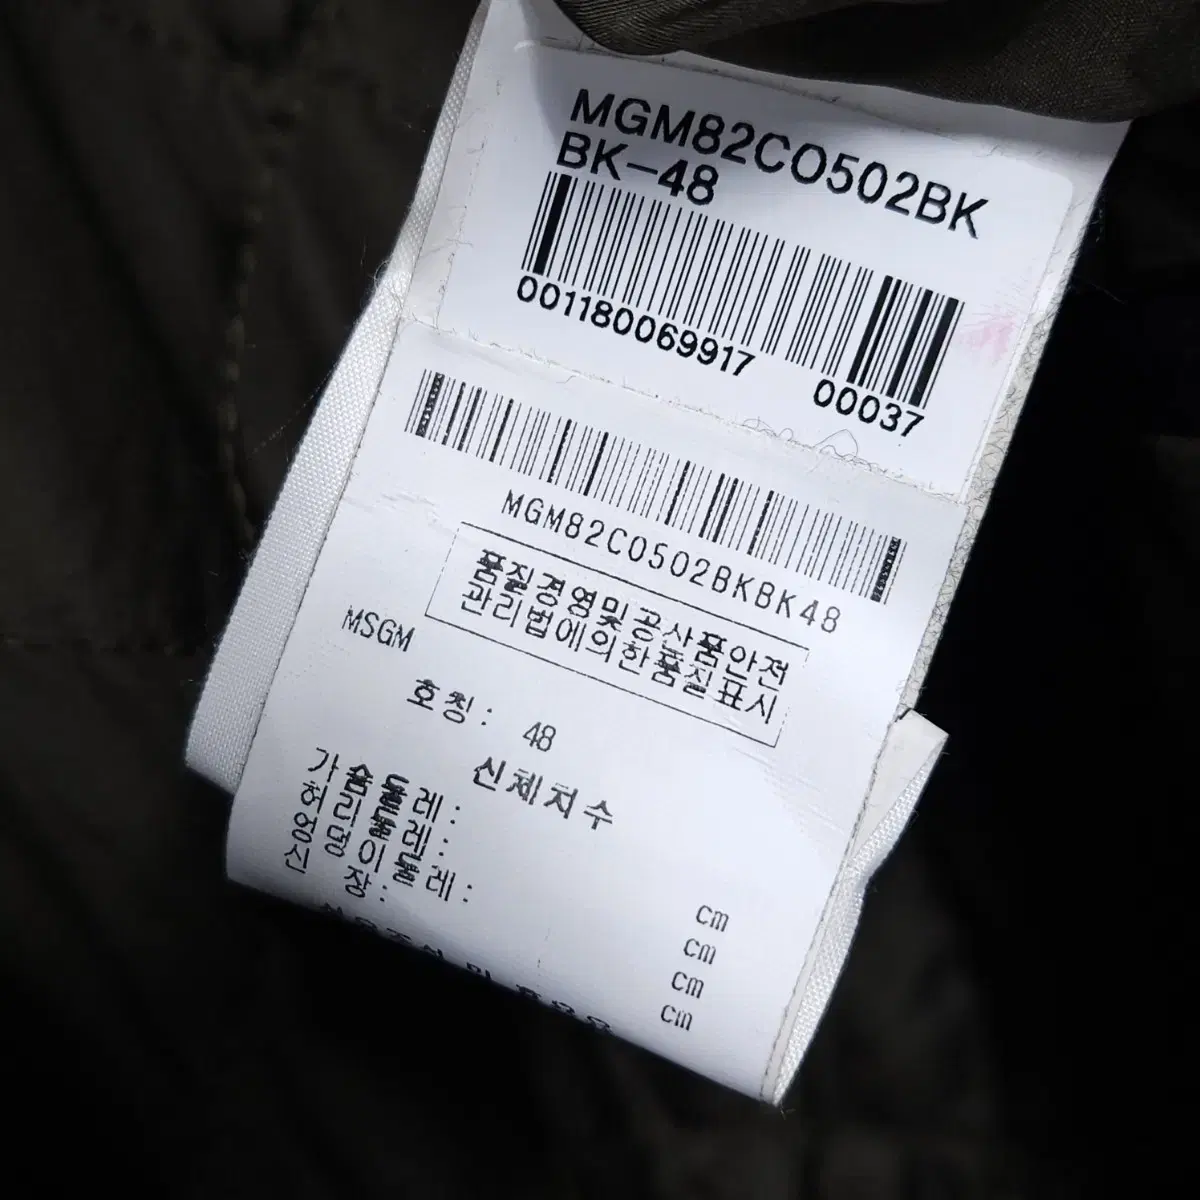 MGM82CO502BK
BK-48
001180069917 00037
MGM82CO502BKBK48
품질경영및공산품안전
관리법에의한품질표시
MSGM
호칭: 48
신체치수
가슴둘레: cm
허리둘레: cm
엉덩이둘레: cm
신 장: cm